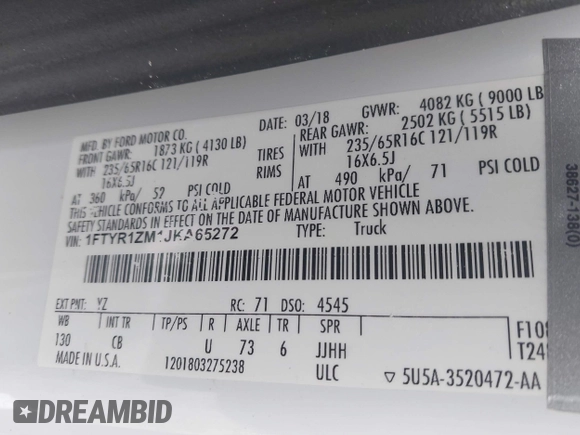 MFD. BY FORD MOTOR CO.
DATE: 03/18
GVWR: 4082 KG ( 9000 LB
FRONT GAWR: 1873 KG ( 4130 LB)
REAR GAWR: 2502 KG ( 5515 LB)
WITH 235/65R16C 121/119R TIRES
WITH 235/65R16C 121/119R
16X6.5J RIMS
16X6.5J
AT 360 kPa/ 52 PSI COLD
AT 490 kPa/ 71 PSI COLD
THIS VEHICLE CONFORMS TO ALL APPLICABLE FEDERAL MOTOR VEHICLE
SAFETY STANDARDS IN EFFECT ON THE DATE OF MANUFACTURE SHOWN ABOVE.
VIN: 1FTYR1ZM1JKA65272
TYPE: Truck
EXT PNT: YZ RC: 71 DSO: 4545
WB INT TR TP/PS R AXLE TR SPR
130 CB U 73 6 JJHH
F108
T249
MADE IN U.S.A. 1201803275238 ULC
▽ 5U5A-3520472-AA
38627-138(0)
DREAMBID